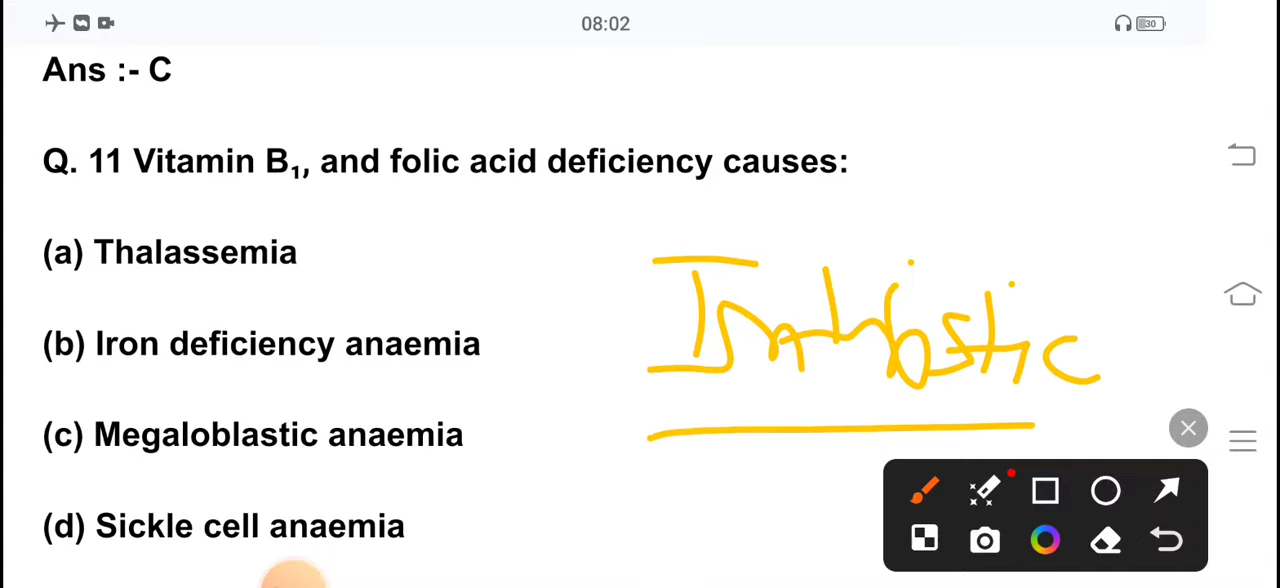 08:02
30
Ans :- C
Q. 11 Vitamin B₁, and folic acid deficiency causes:
(a) Thalassemia
(b) Iron deficiency anaemia
(c) Megaloblastic anaemia
(d) Sickle cell anaemia